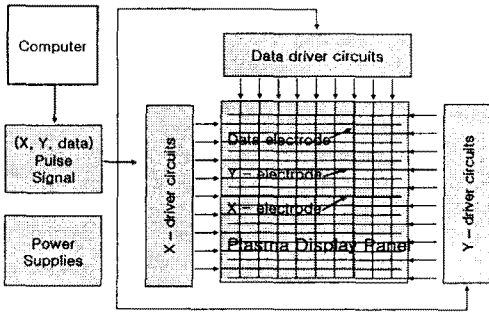 Computer
(X, Y, data)
Pulse
Signal
Power
Supplies
Data driver circuits
X – driver circuits
Data electrode
Y – electrode
X – electrode
Plasma Display Panel
Y – driver circuits